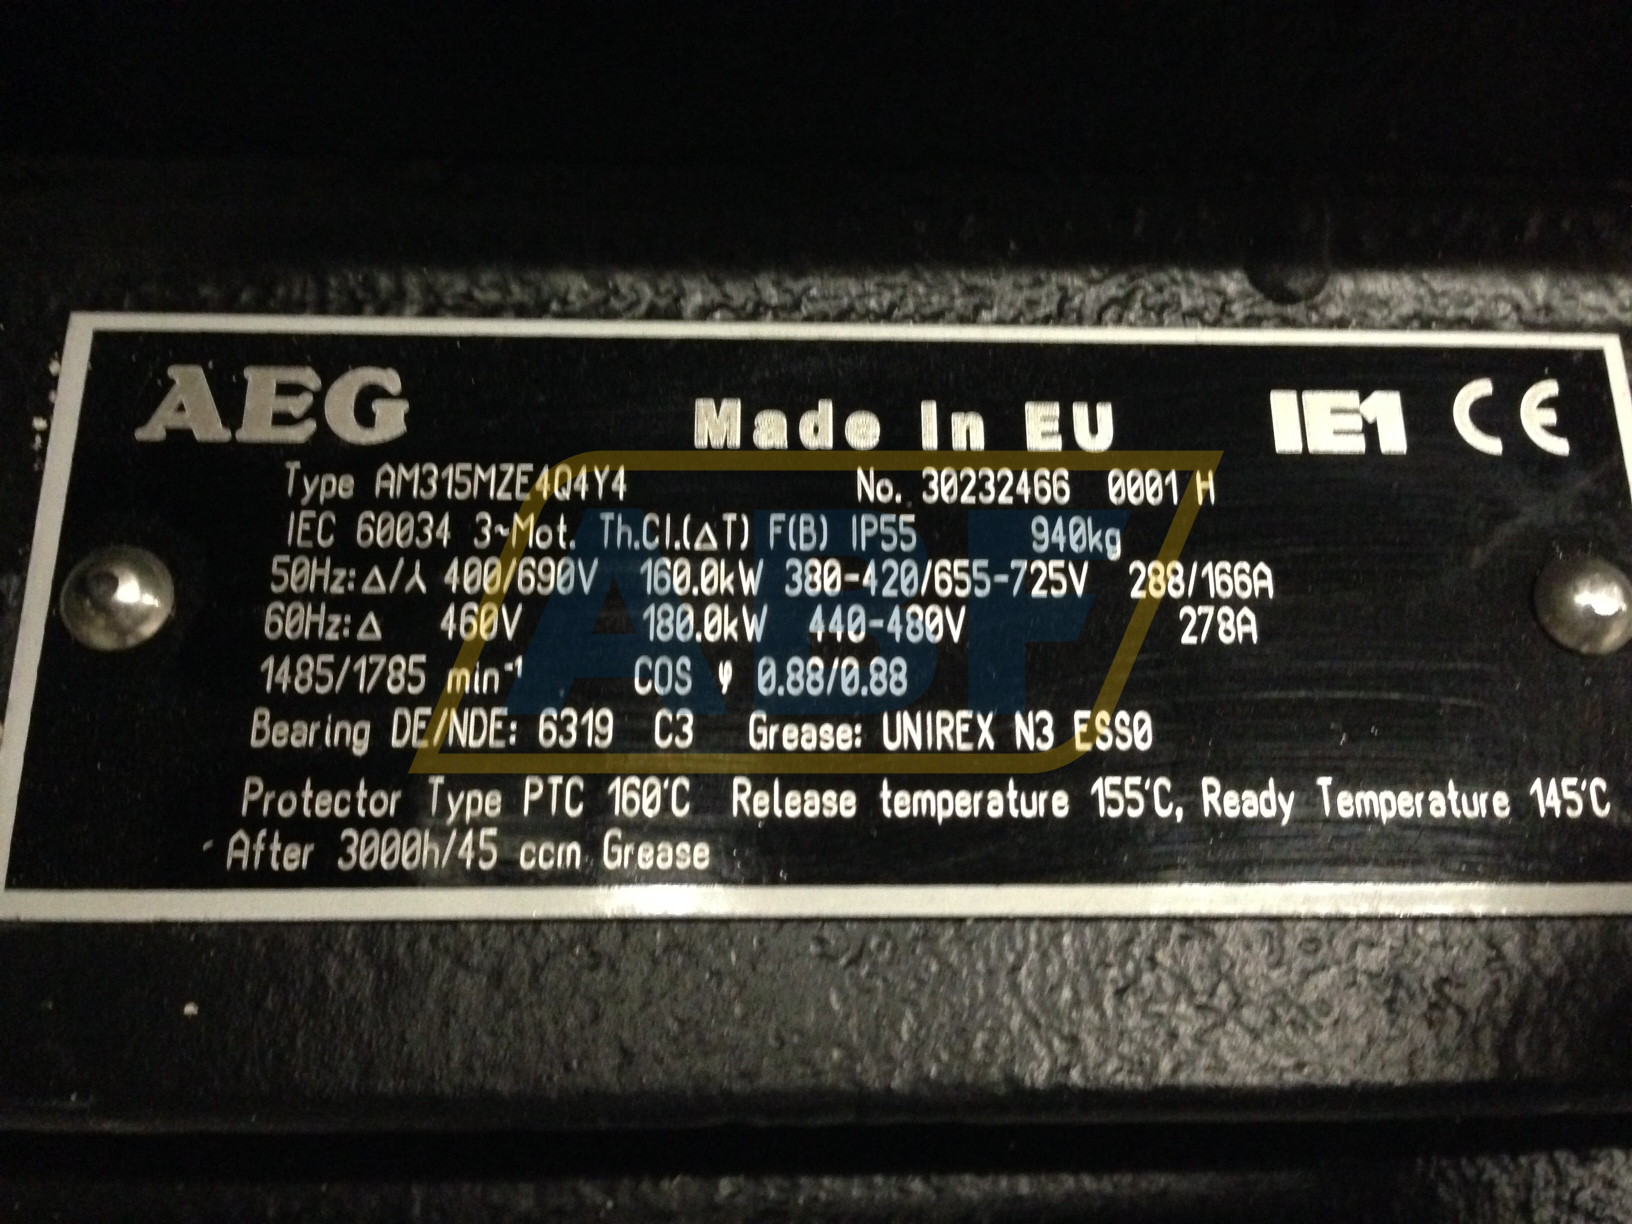 AEG Made In EU IE1 CE
Type AM315MZE4Q4Y4 No. 30232466 0001 H
IEC 60034 3~Mot. Th.Cl.(ΔT) F(B) IP55 940kg
50Hz: Δ/⅄ 400/690V 160.0kW 380-420/655-725V 288/166A
60Hz: Δ 460V 180.0kW 440-480V 278A
1485/1785 min⁻¹ COS φ 0.88/0.88
Bearing DE/NDE: 6319 C3 Grease: UNIREX N3 ESSO
Protector Type PTC 160'C Release temperature 155'C, Ready Temperature 145'C
After 3000h/45 ccm Grease
ABF